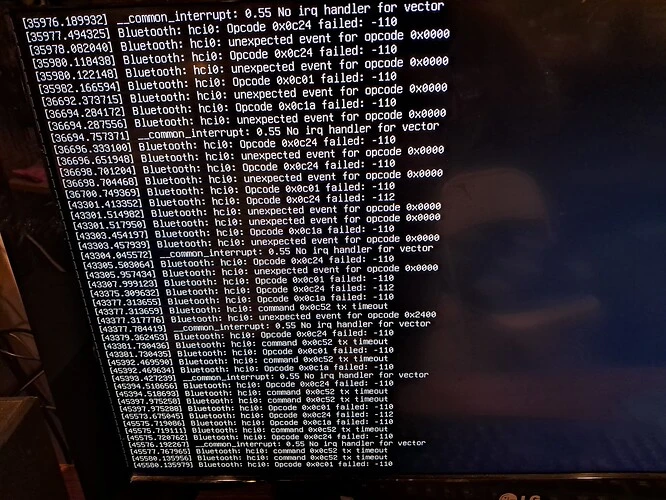 [35976.189932] __common_interrupt: 0.55 No irq handler for vector
[35977.494325] Bluetooth: hci0: Opcode 0x0c24 failed: -110
[35978.082040] Bluetooth: hci0: unexpected event for opcode 0x0000
[35980.118438] Bluetooth: hci0: Opcode 0x0c24 failed: -110
[35980.122148] Bluetooth: hci0: unexpected event for opcode 0x0000
[35982.166594] Bluetooth: hci0: Opcode 0x0c01 failed: -110
[36692.373715] Bluetooth: hci0: unexpected event for opcode 0x0000
[36694.284172] Bluetooth: hci0: Opcode 0x0c1a failed: -110
[36694.287556] Bluetooth: hci0: unexpected event for opcode 0x0000
[36694.757371] __common_interrupt: 0.55 No irq handler for vector
[36696.333100] Bluetooth: hci0: Opcode 0x0c24 failed: -110
[36696.651948] Bluetooth: hci0: unexpected event for opcode 0x0000
[36698.701204] Bluetooth: hci0: Opcode 0x0c24 failed: -110
[36698.704468] Bluetooth: hci0: unexpected event for opcode 0x0000
[36700.749369] Bluetooth: hci0: Opcode 0x0c01 failed: -110
[43301.413352] Bluetooth: hci0: Opcode 0x0c24 failed: -112
[43301.514982] Bluetooth: hci0: unexpected event for opcode 0x0000
[43301.517950] Bluetooth: hci0: unexpected event for opcode 0x0000
[43303.454197] Bluetooth: hci0: Opcode 0x0c1a failed: -110
[43303.457939] Bluetooth: hci0: unexpected event for opcode 0x0000
[43304.045572] __common_interrupt: 0.55 No irq handler for vector
[43305.503064] Bluetooth: hci0: Opcode 0x0c24 failed: -110
[43305.957434] Bluetooth: hci0: unexpected event for opcode 0x0000
[43307.999123] Bluetooth: hci0: Opcode 0x0c01 failed: -110
[43375.309632] Bluetooth: hci0: Opcode 0x0c24 failed: -112
[43377.313655] Bluetooth: hci0: Opcode 0x0c1a failed: -110
[43377.313659] Bluetooth: hci0: command 0x0c52 tx timeout
[43377.317776] Bluetooth: hci0: unexpected event for opcode 0x2400
[43377.784419] __common_interrupt: 0.55 No irq handler for vector
[43379.362453] Bluetooth: hci0: Opcode 0x0c24 failed: -110
[43381.730436] Bluetooth: hci0: command 0x0c52 tx timeout
[43381.730435] Bluetooth: hci0: Opcode 0x0c01 failed: -110
[45392.469590] Bluetooth: hci0: command 0x0c52 tx timeout
[45392.469634] Bluetooth: hci0: Opcode 0x0c1a failed: -110
[45393.427239] __common_interrupt: 0.55 No irq handler for vector
[45394.518656] Bluetooth: hci0: Opcode 0x0c24 failed: -110
[45394.518693] Bluetooth: hci0: command 0x0c52 tx timeout
[45397.975258] Bluetooth: hci0: command 0x0c52 tx timeout
[45397.975288] Bluetooth: hci0: Opcode 0x0c01 failed: -110
[45573.675045] Bluetooth: hci0: Opcode 0x0c24 failed: -112
[45575.719086] Bluetooth: hci0: Opcode 0x0c1a failed: -110
[45575.719111] Bluetooth: hci0: command 0x0c52 tx timeout
[45575.720762] Bluetooth: hci0: Opcode 0x0c24 failed: -110
[45576.192267] __common_interrupt: 0.55 No irq handler for vector
[45577.767965] Bluetooth: hci0: command 0x0c52 tx timeout
[45580.135956] Bluetooth: hci0: command 0x0c52 tx timeout
[45580.135979] Bluetooth: hci0: Opcode 0x0c01 failed: -110
LG